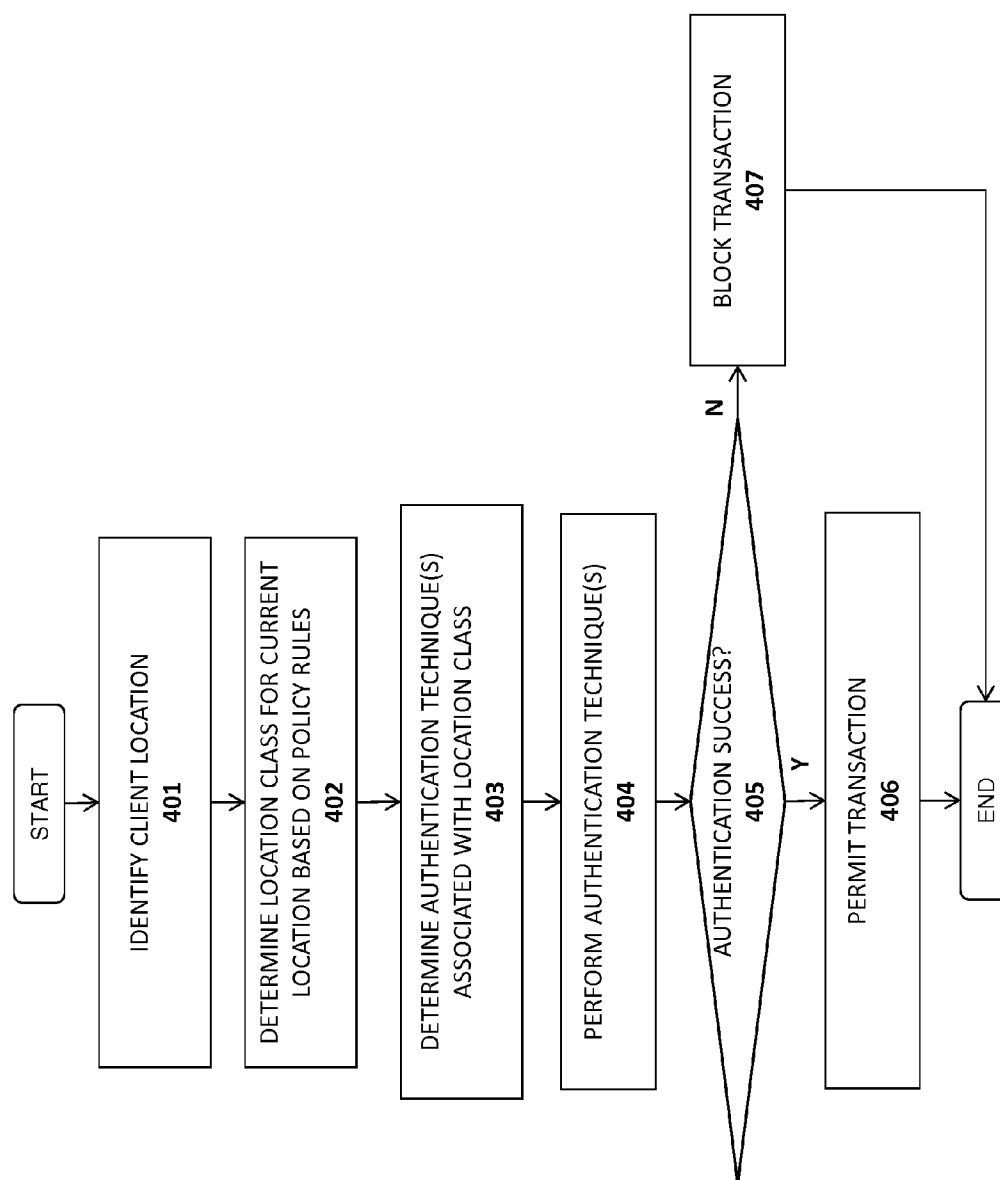 START
IDENTIFY CLIENT LOCATION
401
DETERMINE LOCATION CLASS FOR CURRENT
LOCATION BASED ON POLICY RULES
402
DETERMINE AUTHENTICATION TECHNIQUE(S)
ASSOCIATED WITH LOCATION CLASS
403
PERFORM AUTHENTICATION TECHNIQUE(S)
404
AUTHENTICATION SUCCESS?
405
N
BLOCK TRANSACTION
407
Y
PERMIT TRANSACTION
406
END